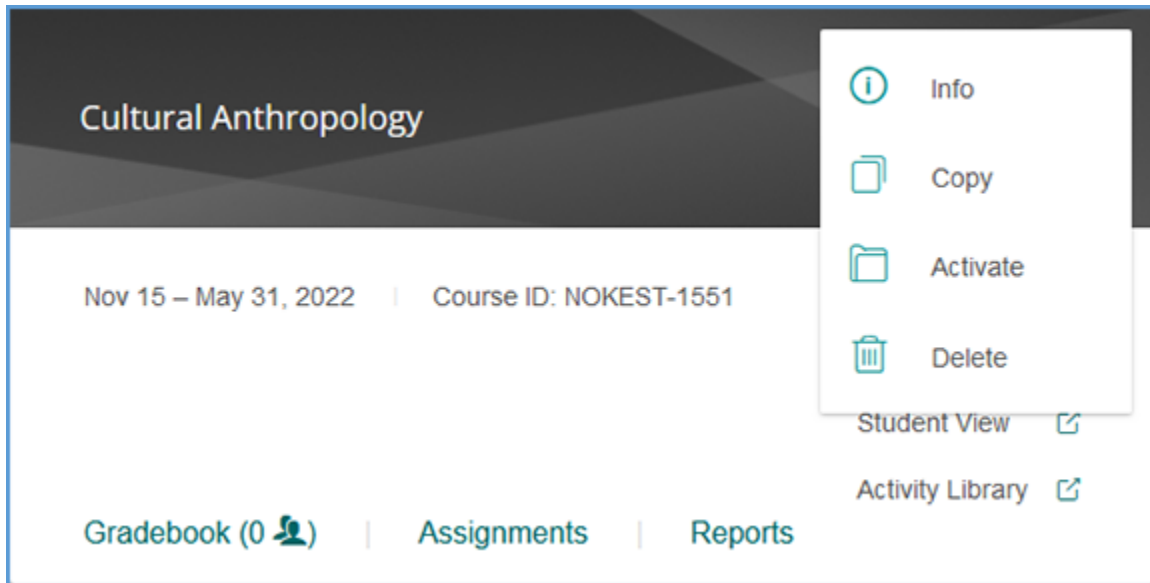 Cultural Anthropology
Info
Copy
Activate
Delete
Nov 15 – May 31, 2022
Course ID: NOKEST-1551
Student View
Activity Library
Gradebook (0 )
Assignments
Reports